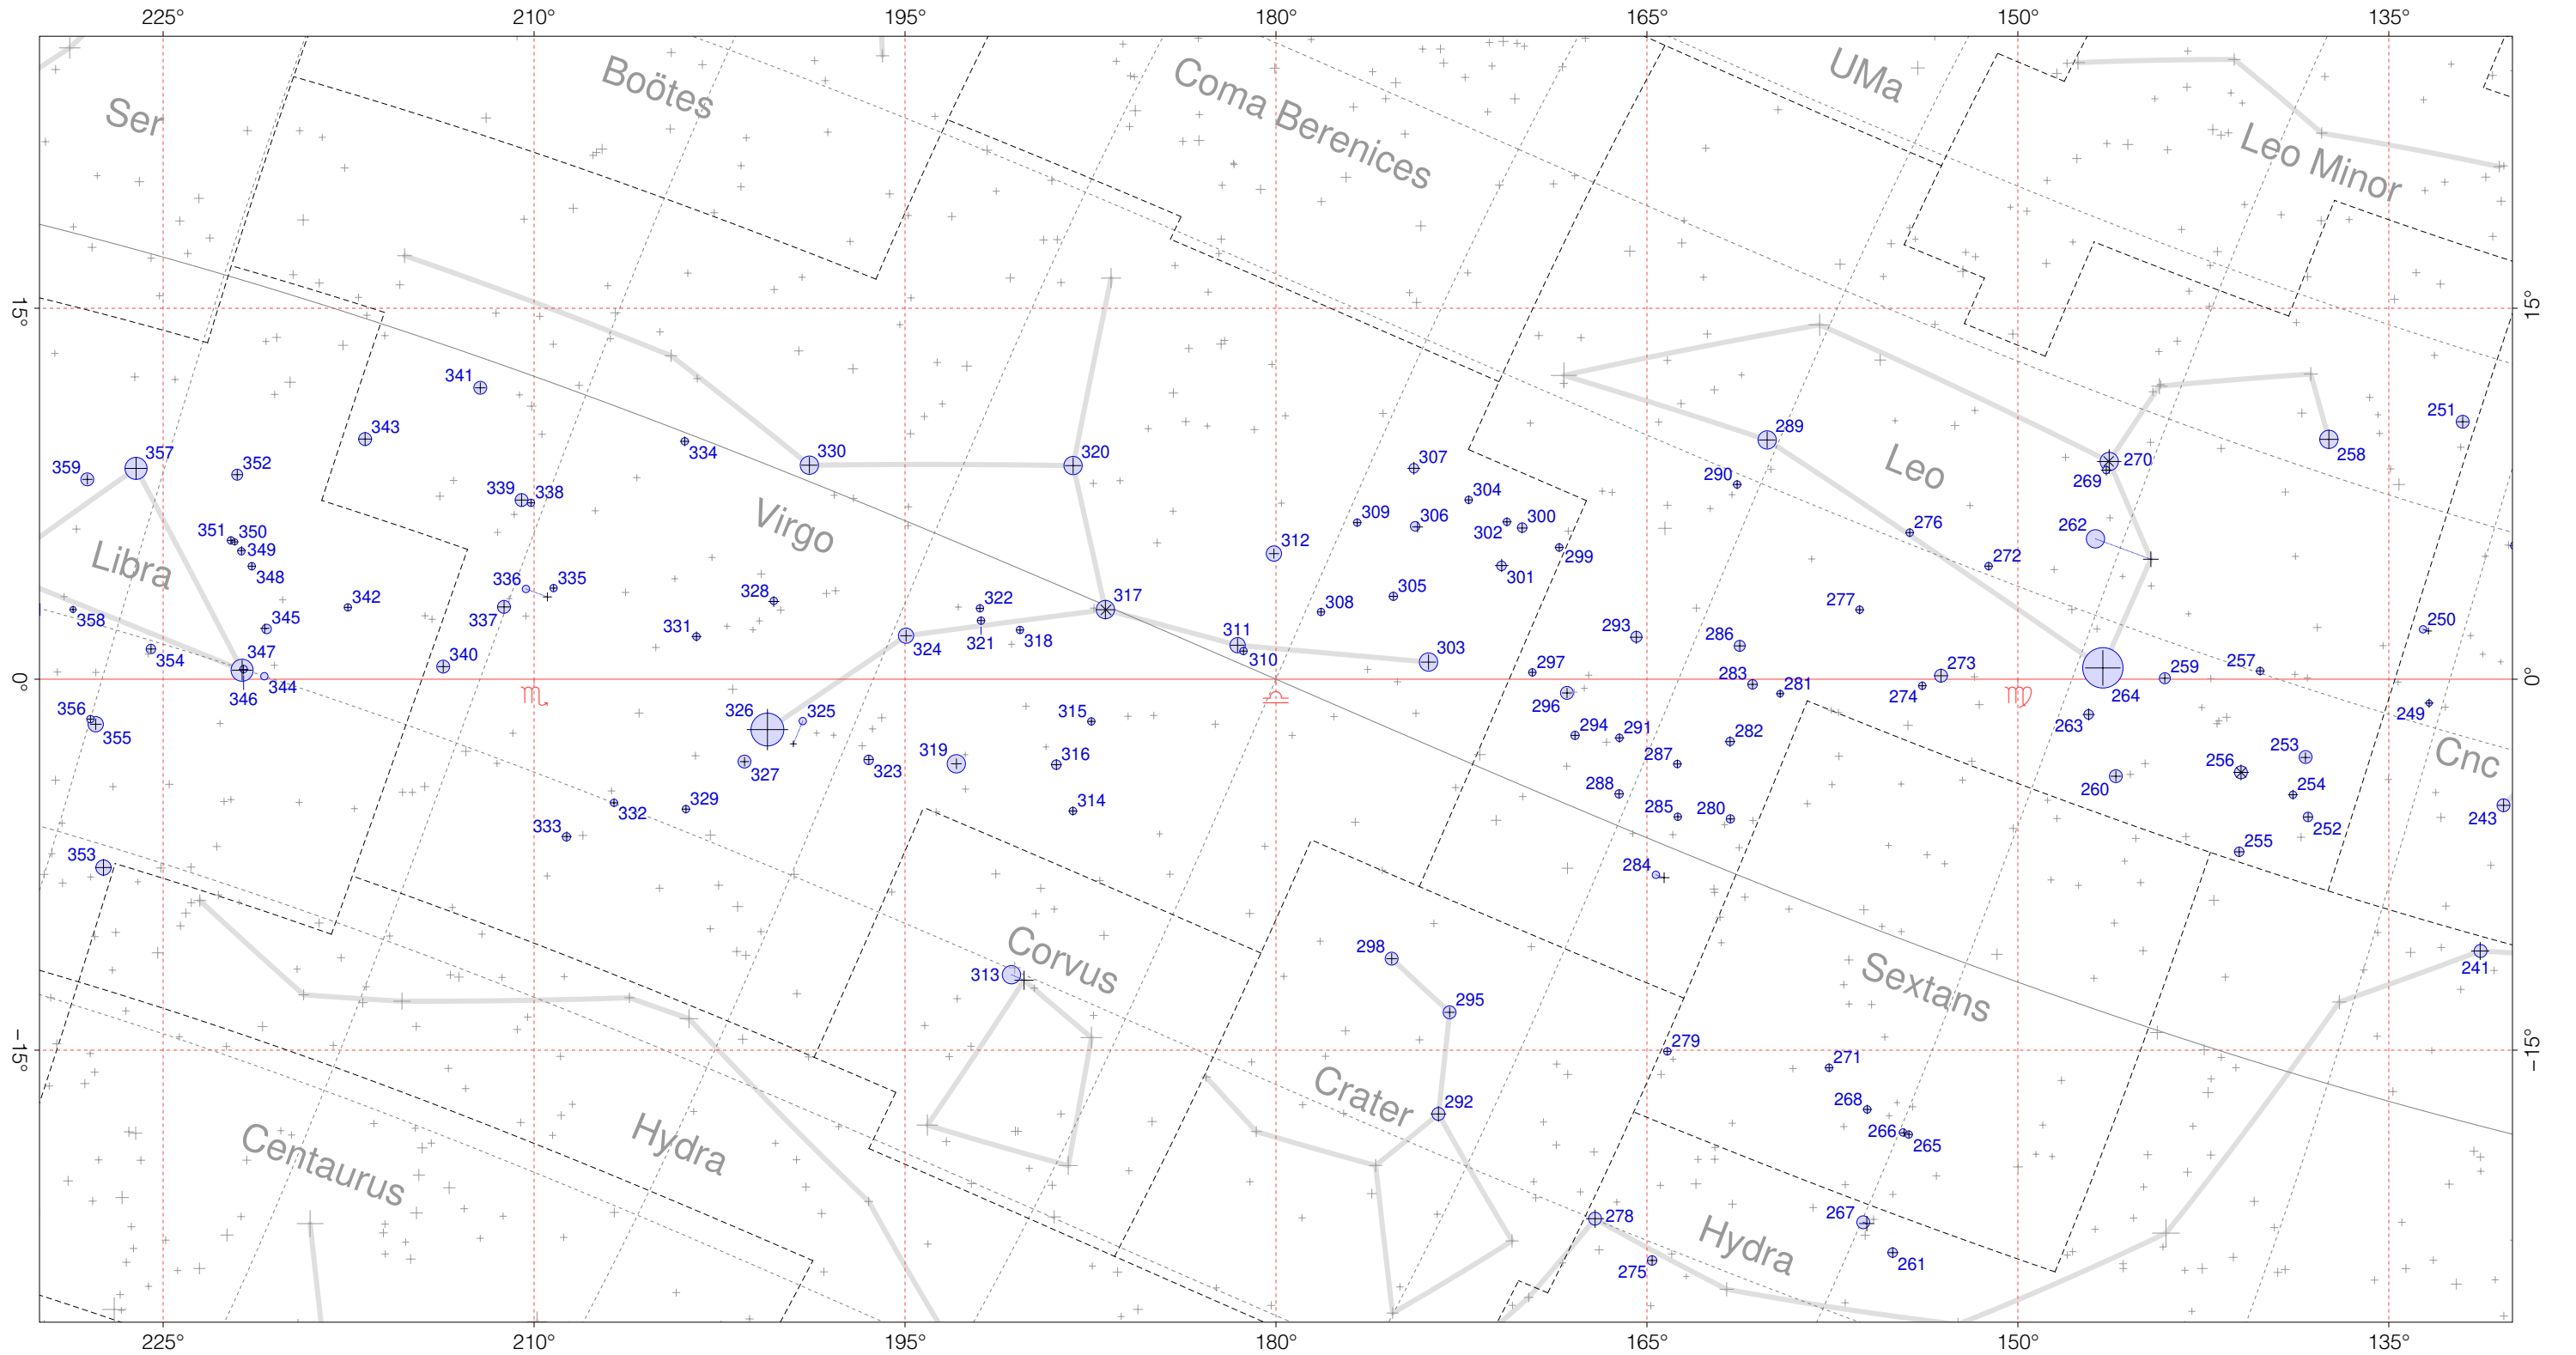 225° 210° 195° 180° 165° 150° 135°
Ser Boötes Coma Berenices UMa Leo Minor
15° 15°
341 343 357 359 352 339 338 334 330 320 307 289 290 270 269 251 258
Virgo Leo
351 350 349 348 309 306 304 302 300 299 301 312 276 262 272
Libra
336 335 337 342 345 358 354 347 346 344 340 328 331 322 321 318 317 324 311 310 308 305 303 293 297 286 283 281 277 273 274 264 259 257 250
0° ♏ ♎ ♍ 0°
356 355 326 325 327 323 319 315 316 314 296 294 291 287 288 285 280 282 263 260 256 253 254 252 255 249 243
Cnc
353 333 332 329 284
Corvus Sextans
313 298 295 241
−15° −15°
279 271 268 266 265
Centaurus Hydra Crater 292
278 275 Hydra 267 261
225° 210° 195° 180° 165° 150° 135°